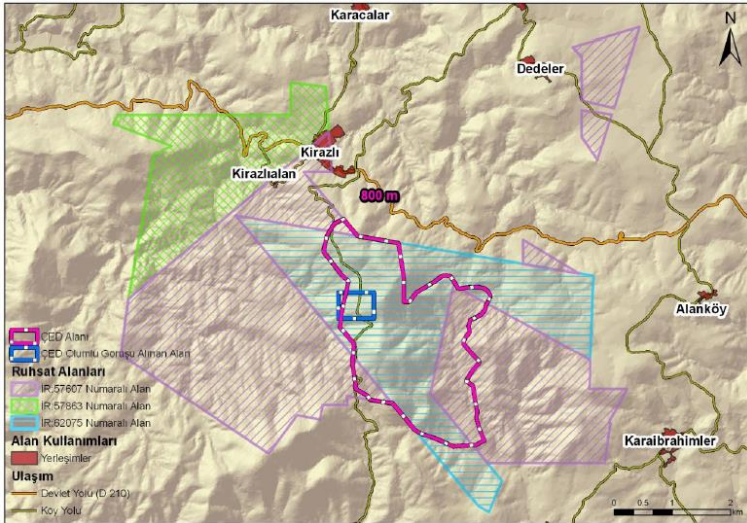 Karacalar
N
Dedeler
Kirazlı
Kirazlıalan
800 m
Alanköy
Karaibrahimler
ÇED Alanı
ÇED Olumlu Görüşü Alınan Alan
Ruhsat Alanları
İR:57607 Numaralı Alan
İR:57863 Numaralı Alan
İR:62075 Numaralı Alan
Alan Kullanımları
Yerleşimler
Ulaşım
Devlet Yolu (D 210)
Köy Yolu
0 0.5 1 2
km